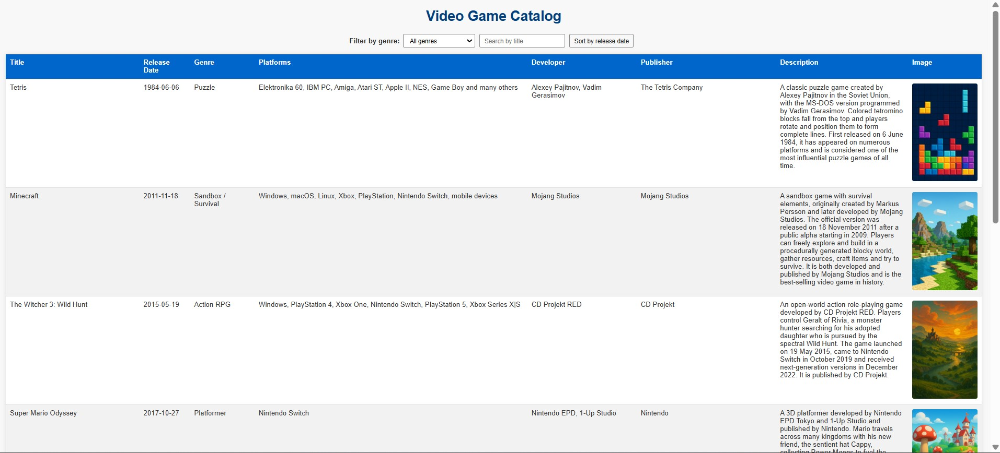 Video Game Catalog
Filter by genre: All genres Search by title Sort by release date
Title
Release
Date
Genre
Platforms
Developer
Publisher
Description
Image
Tetris
1984-06-06
Puzzle
Elektronika 60, IBM PC, Amiga, Atari ST, Apple II, NES, Game Boy and many others
Alexey Pajitnov, Vadim
Gerasimov
The Tetris Company
A classic puzzle game created by
Alexey Pajitnov in the Soviet Union,
with the MS-DOS version programmed
by Vadim Gerasimov. Colored tetromino
blocks fall from the top and players
rotate and position them to form
complete lines. First released on 6 June
1984, it has appeared on numerous
platforms and is considered one of the
most influential puzzle games of all
time.
Minecraft
2011-11-18
Sandbox /
Survival
Windows, macOS, Linux, Xbox, PlayStation, Nintendo Switch, mobile devices
Mojang Studios
Mojang Studios
A sandbox game with survival
elements, originally created by Markus
Persson and later developed by Mojang
Studios. The official version was
released on 18 November 2011 after a
public alpha starting in 2009. Players
can freely explore and build in a
procedurally generated blocky world,
gather resources, craft items and try to
survive. It is both developed and
published by Mojang Studios and is the
best-selling video game in history.
The Witcher 3: Wild Hunt
2015-05-19
Action RPG
Windows, PlayStation 4, Xbox One, Nintendo Switch, PlayStation 5, Xbox Series X|S
CD Projekt RED
CD Projekt
An open-world action role-playing game
developed by CD Projekt RED. Players
control Geralt of Rivia, a monster
hunter searching for his adopted
daughter who is pursued by the
spectral Wild Hunt. The game launched
on 19 May 2015, came to Nintendo
Switch in October 2019 and received
next-generation versions in December
2022. It is published by CD Projekt.
Super Mario Odyssey
2017-10-27
Platformer
Nintendo Switch
Nintendo EPD, 1-Up Studio
Nintendo
A 3D platformer developed by Nintendo
EPD Tokyo and 1-Up Studio and
published by Nintendo. Mario travels
across many kingdoms with his new
friend, the sentient hat Cappy,
collecting Power Moons to fuel the